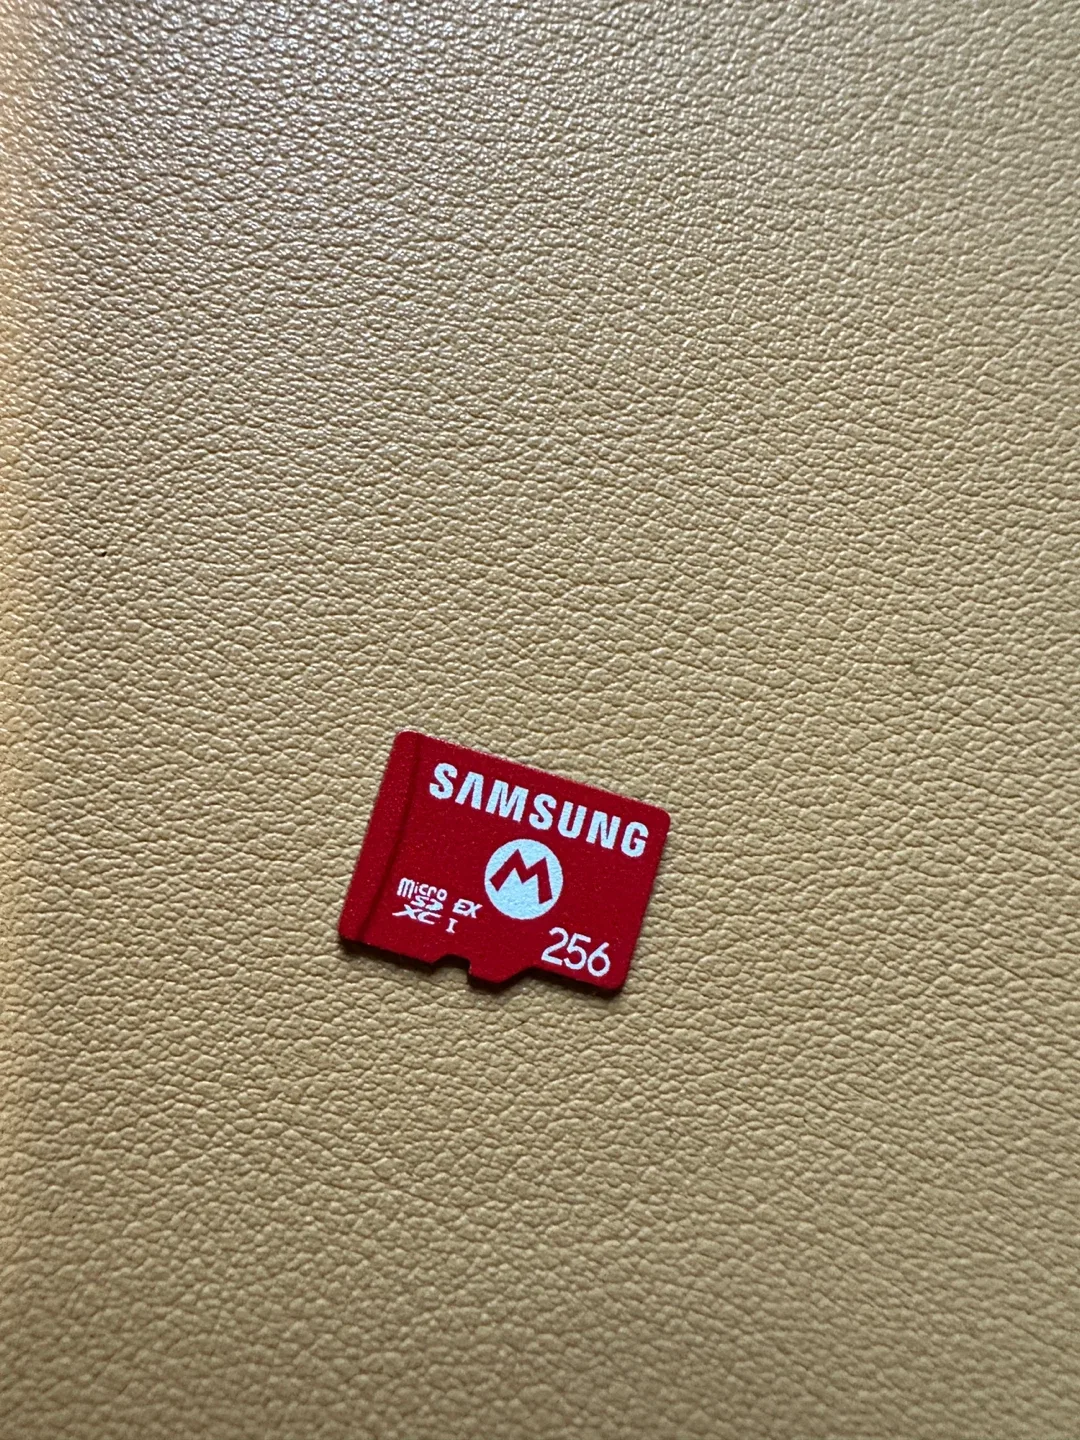 SAMSUNG
M
micro
SD EX
XC I
256